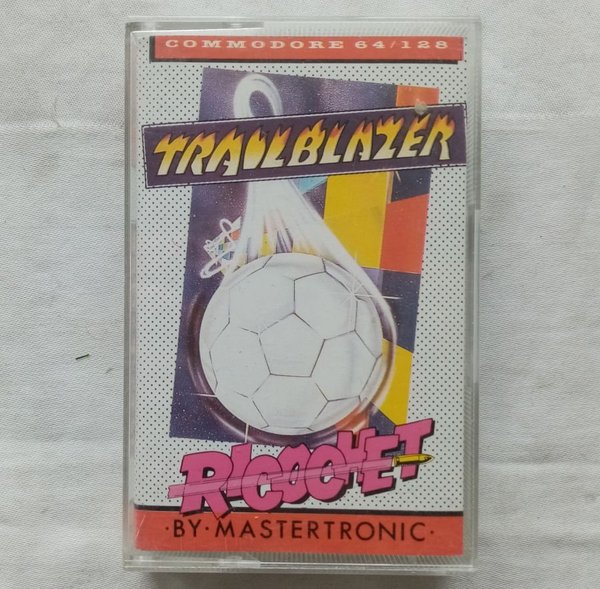 COMMODORE 64/128
TRAILBLAZER
RICOCHET
·BY·MASTERTRONIC·